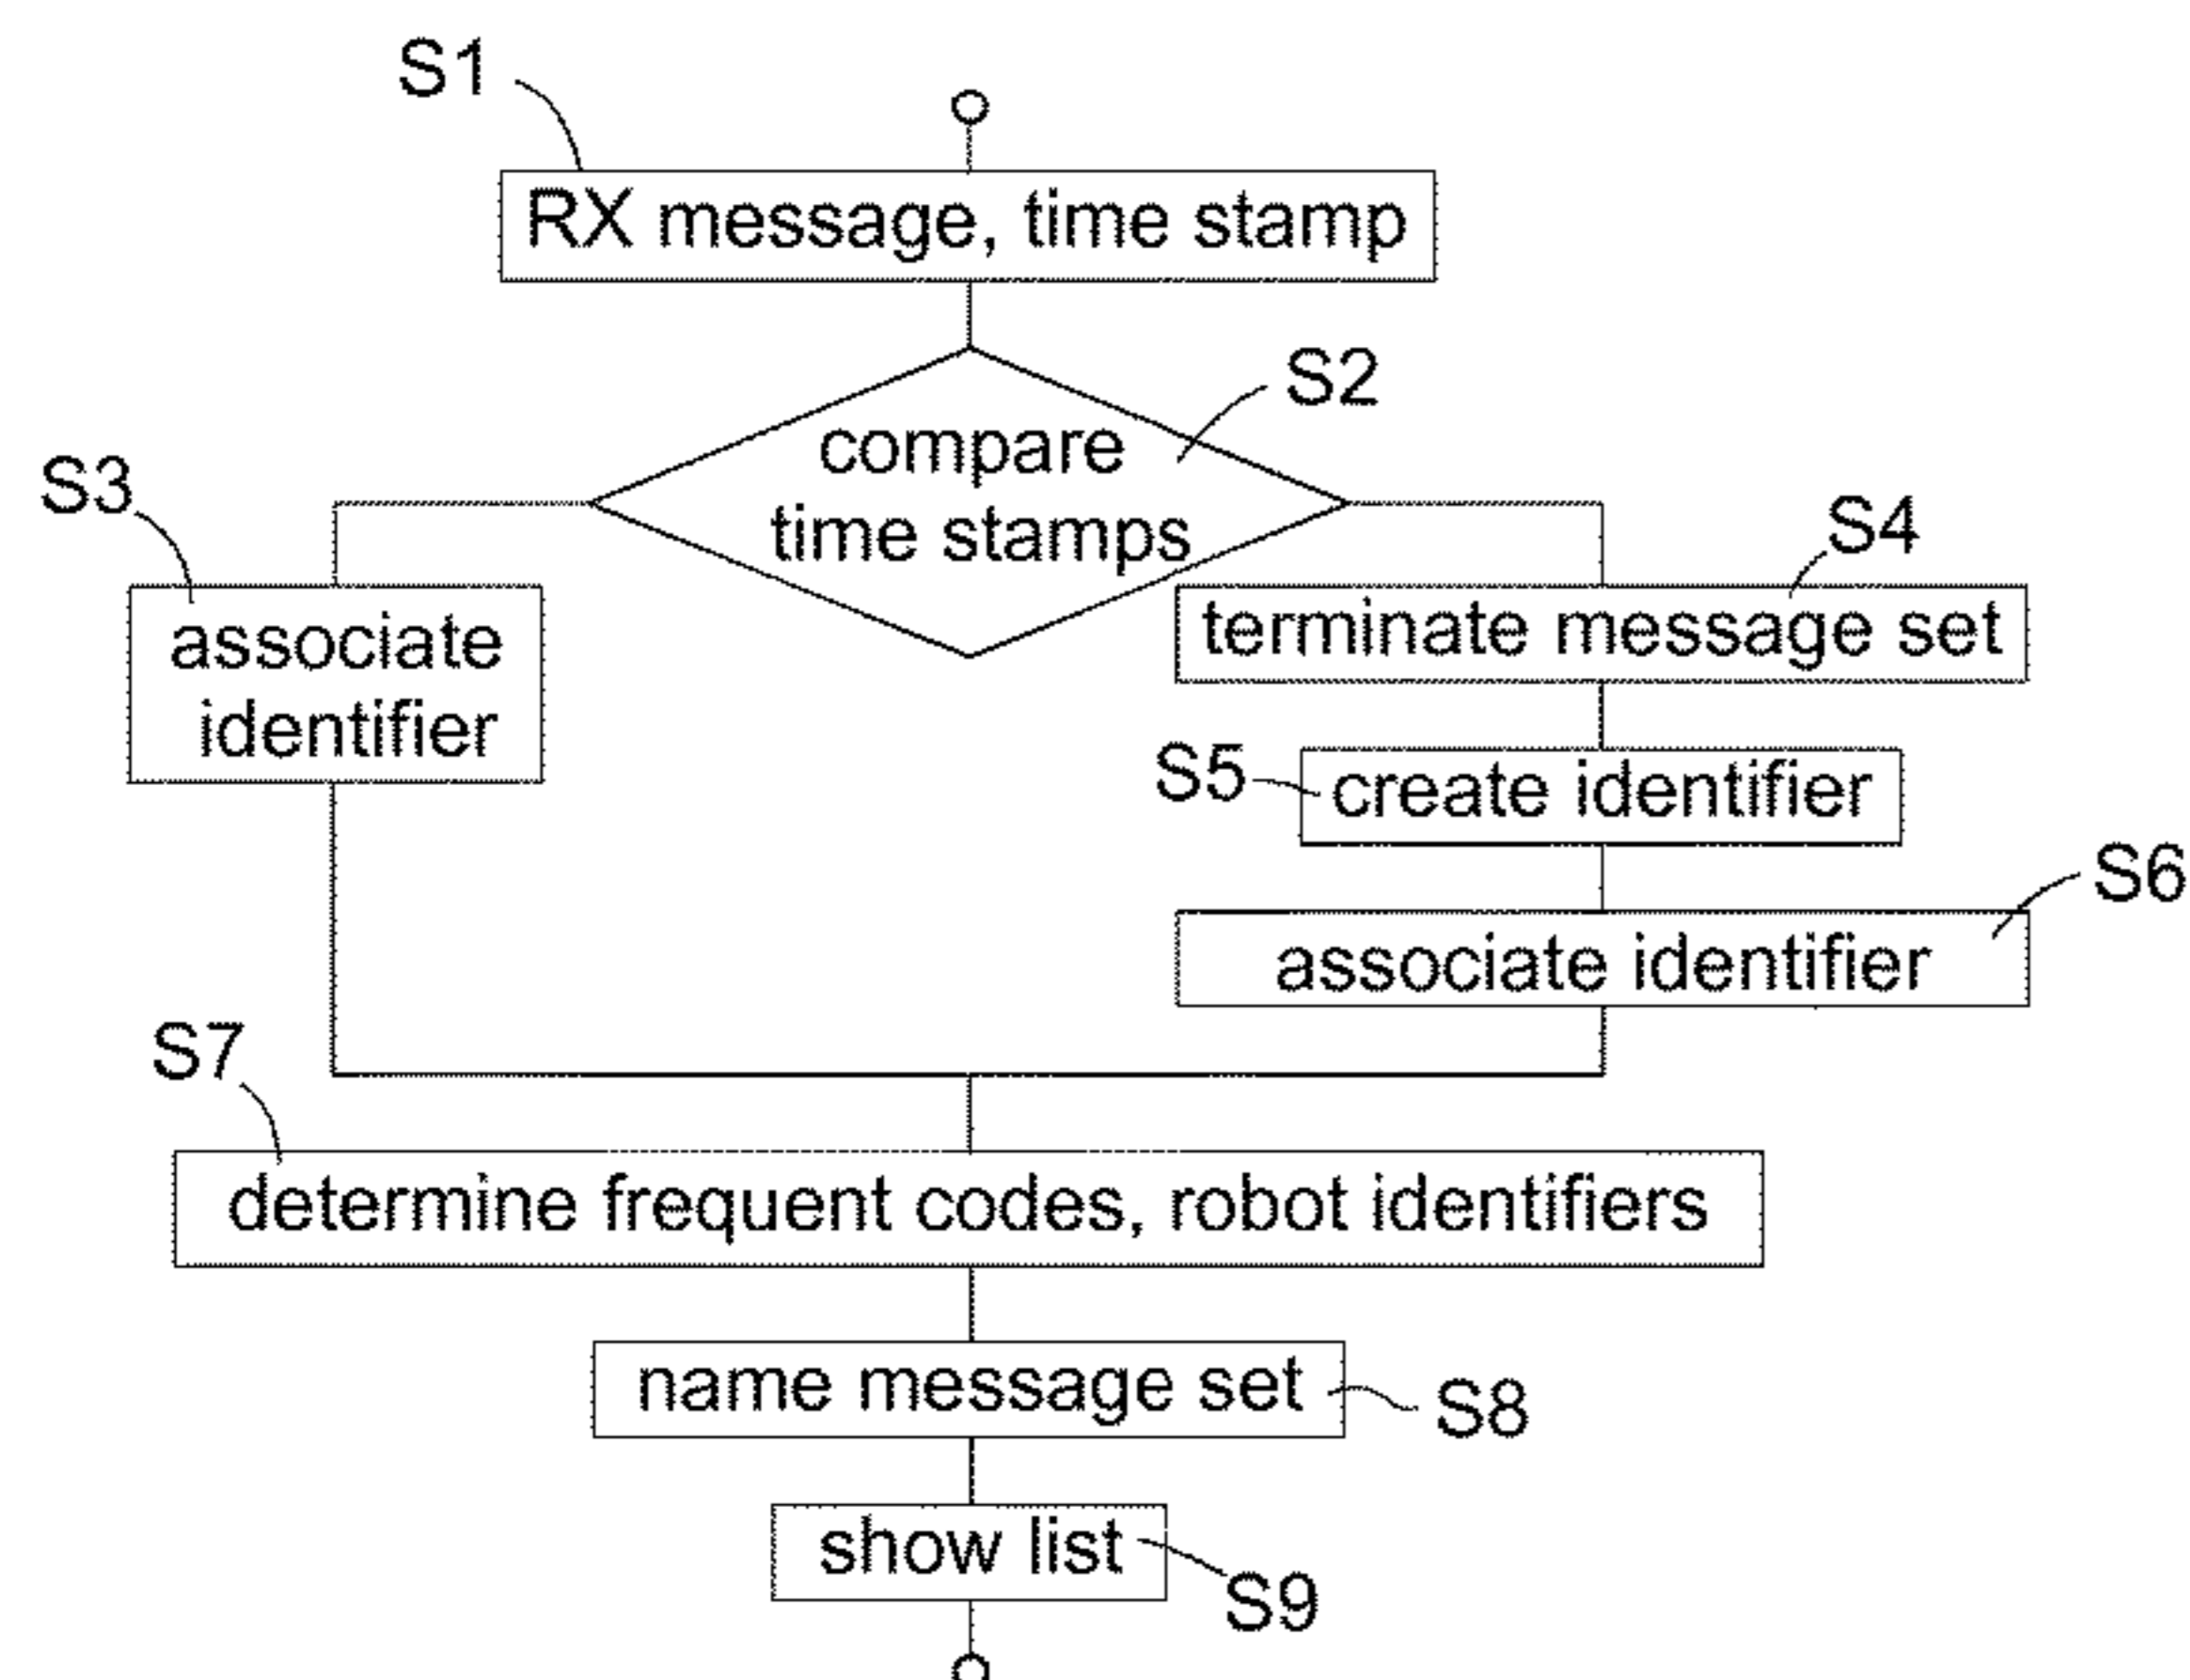 S1
RX message, time stamp
S2
compare
time stamps
S3
associate
identifier
S4
terminate message set
S5
create identifier
S6
associate identifier
S7
determine frequent codes, robot identifiers
name message set
S8
show list
S9